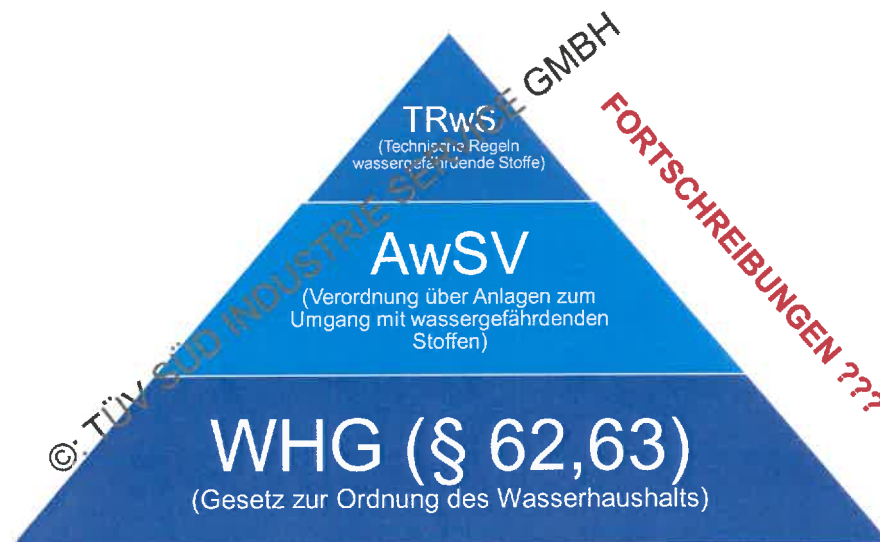 TRwS
(Technische Regeln
wassergefährdende Stoffe)
AwSV
(Verordnung über Anlagen zum
Umgang mit wassergefährdenden
Stoffen)
WHG (§ 62,63)
(Gesetz zur Ordnung des Wasserhaushalts)
©: TÜV SÜD INDUSTRIE SERVICE GMBH
FORTSCHREIBUNGEN ???